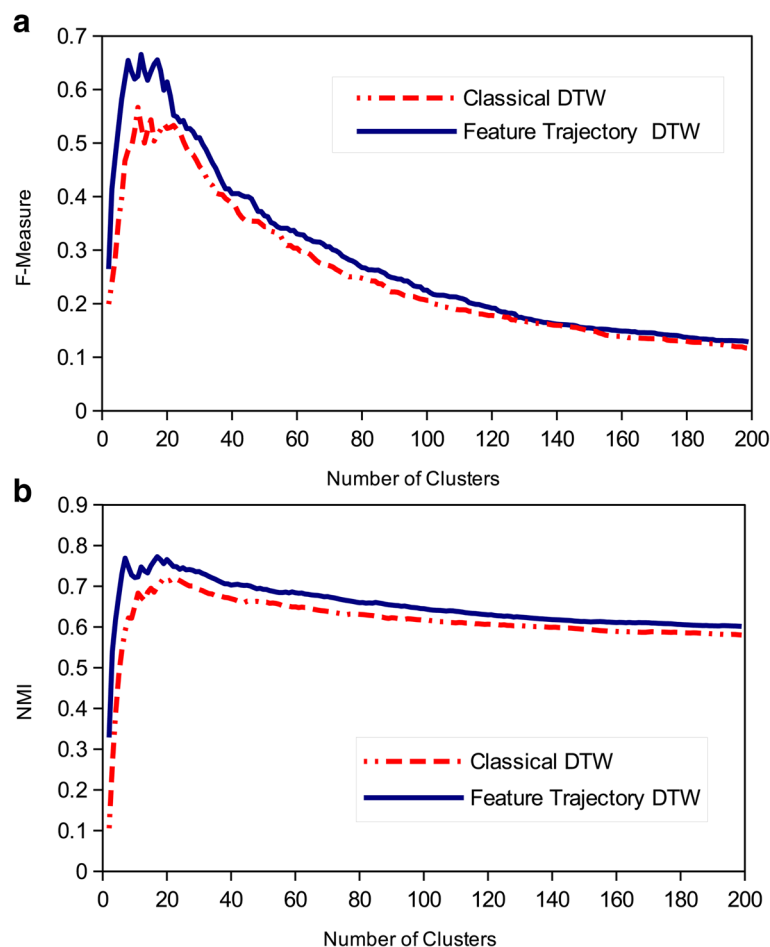 a
0.7
0.6
0.5
0.4
0.3
0.2
0.1
0
F-Measure
Classical DTW
Feature Trajectory DTW
0 20 40 60 80 100 120 140 160 180 200
Number of Clusters
b
0.9
0.8
0.7
0.6
0.5
0.4
0.3
0.2
0.1
0
NMI
Classical DTW
Feature Trajectory DTW
0 20 40 60 80 100 120 140 160 180 200
Number of Clusters